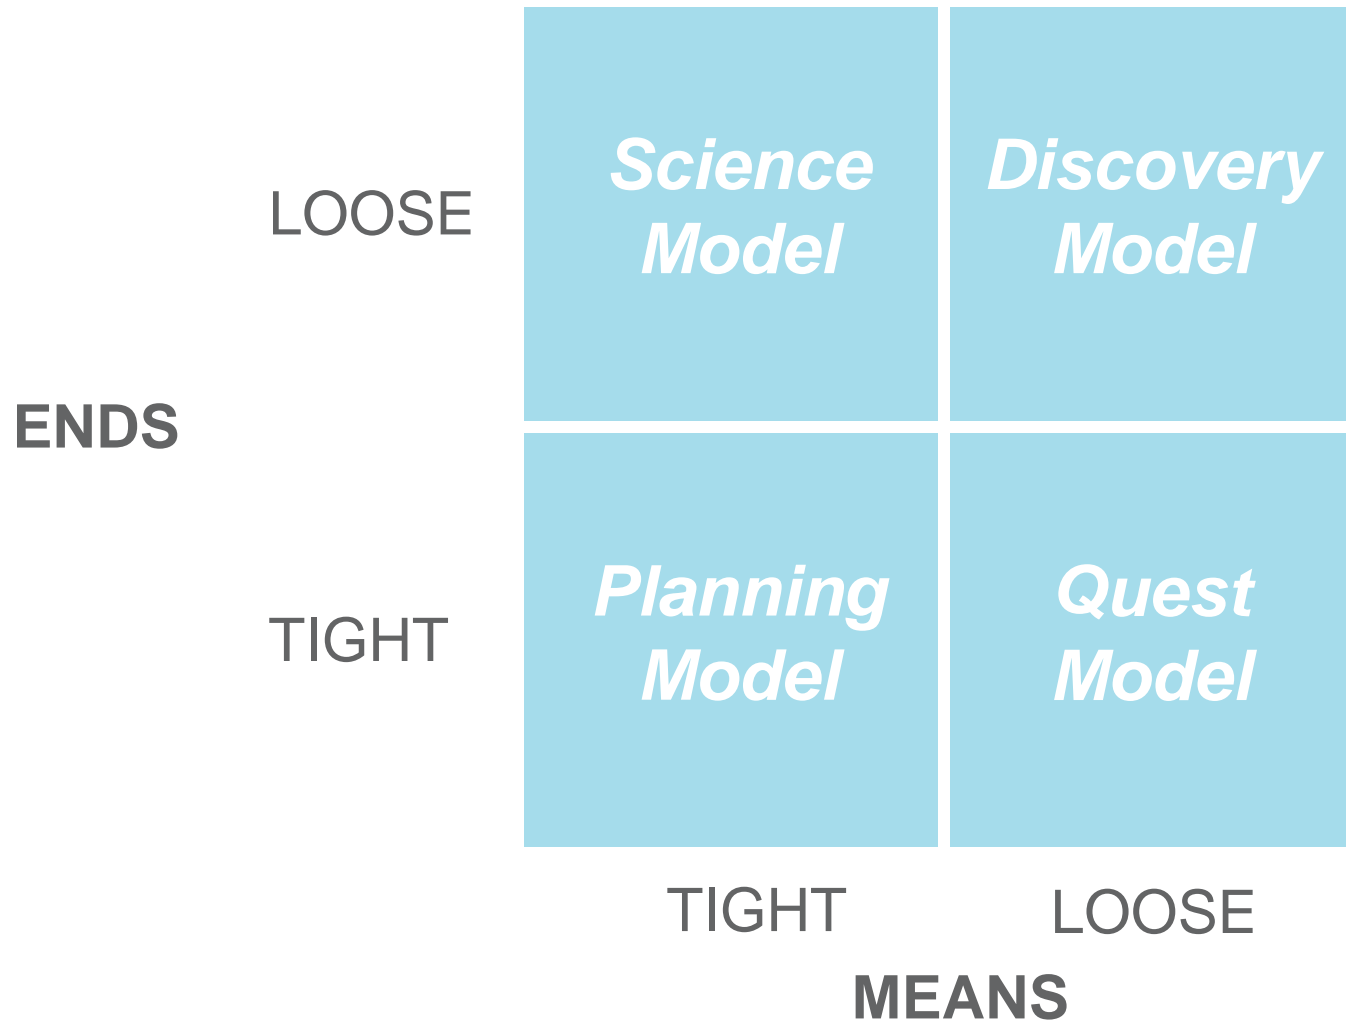 Science
Model
Discovery
Model
LOOSE
ENDS
Planning
Model
Quest
Model
TIGHT
TIGHT
LOOSE
MEANS